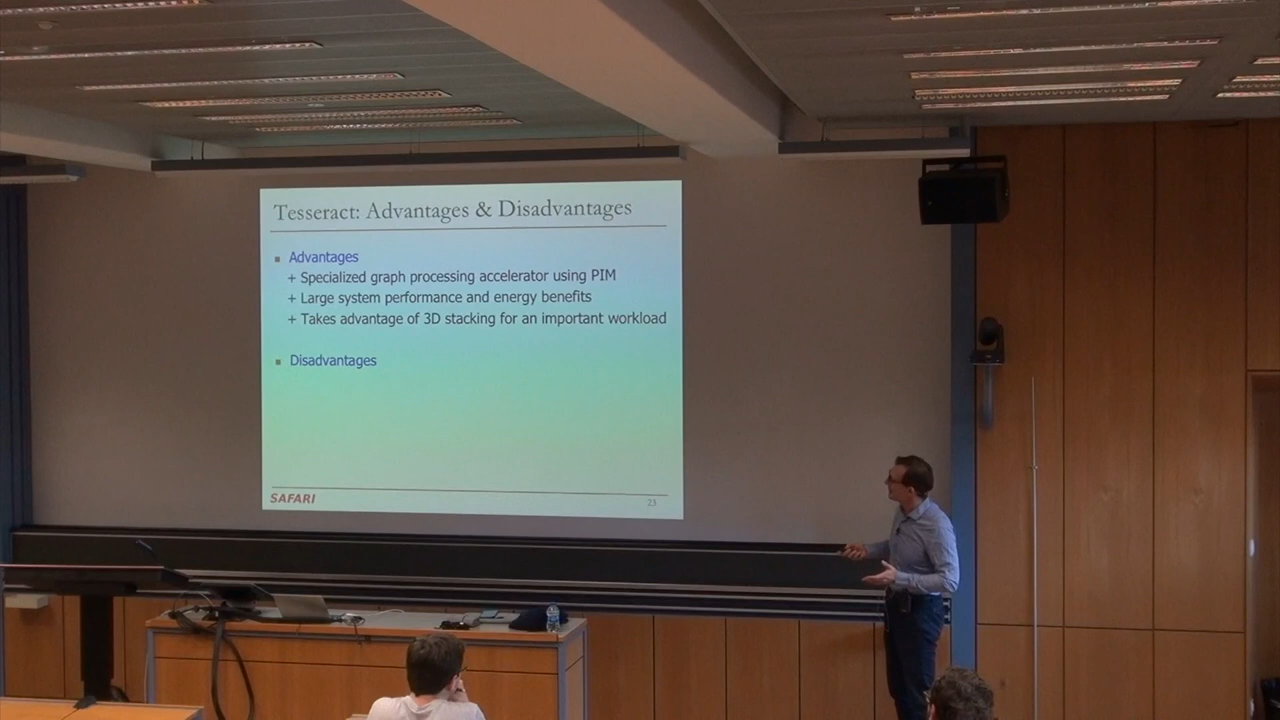 Tesseract: Advantages & Disadvantages
Advantages
+ Specialized graph processing accelerator using PIM
+ Large system performance and energy benefits
+ Takes advantage of 3D stacking for an important workload
Disadvantages
SAFARI
23